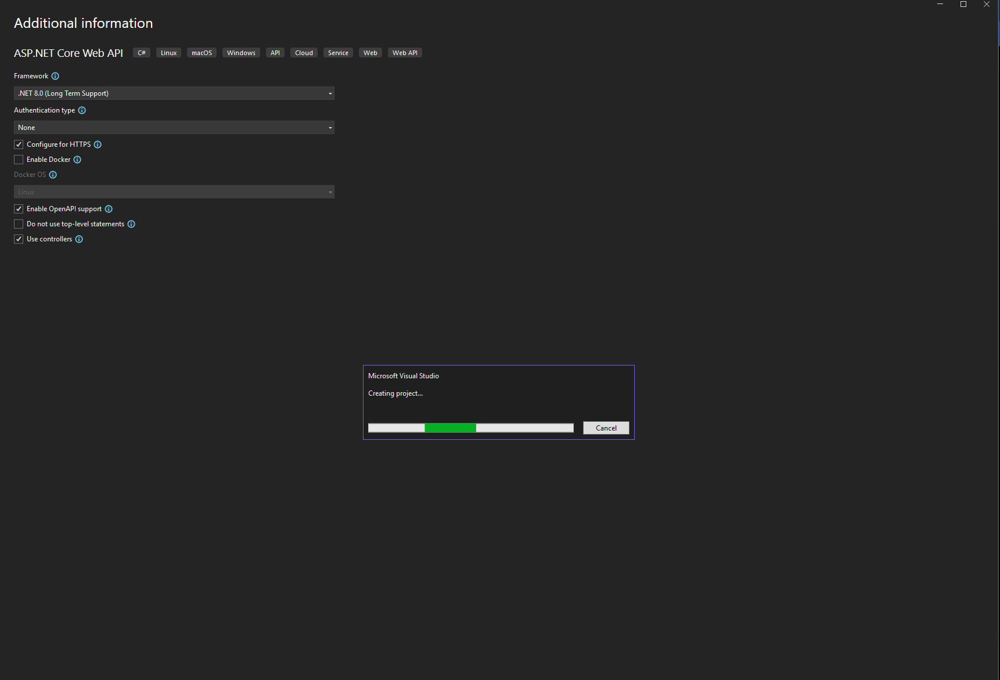 Additional information
ASP.NET Core Web API C# Linux macOS Windows API Cloud Service Web Web API
Framework
.NET 8.0 (Long Term Support)
Authentication type
None
Configure for HTTPS
Enable Docker
Docker OS
Linux
Enable OpenAPI support
Do not use top-level statements
Use controllers
Microsoft Visual Studio
Creating project...
Cancel